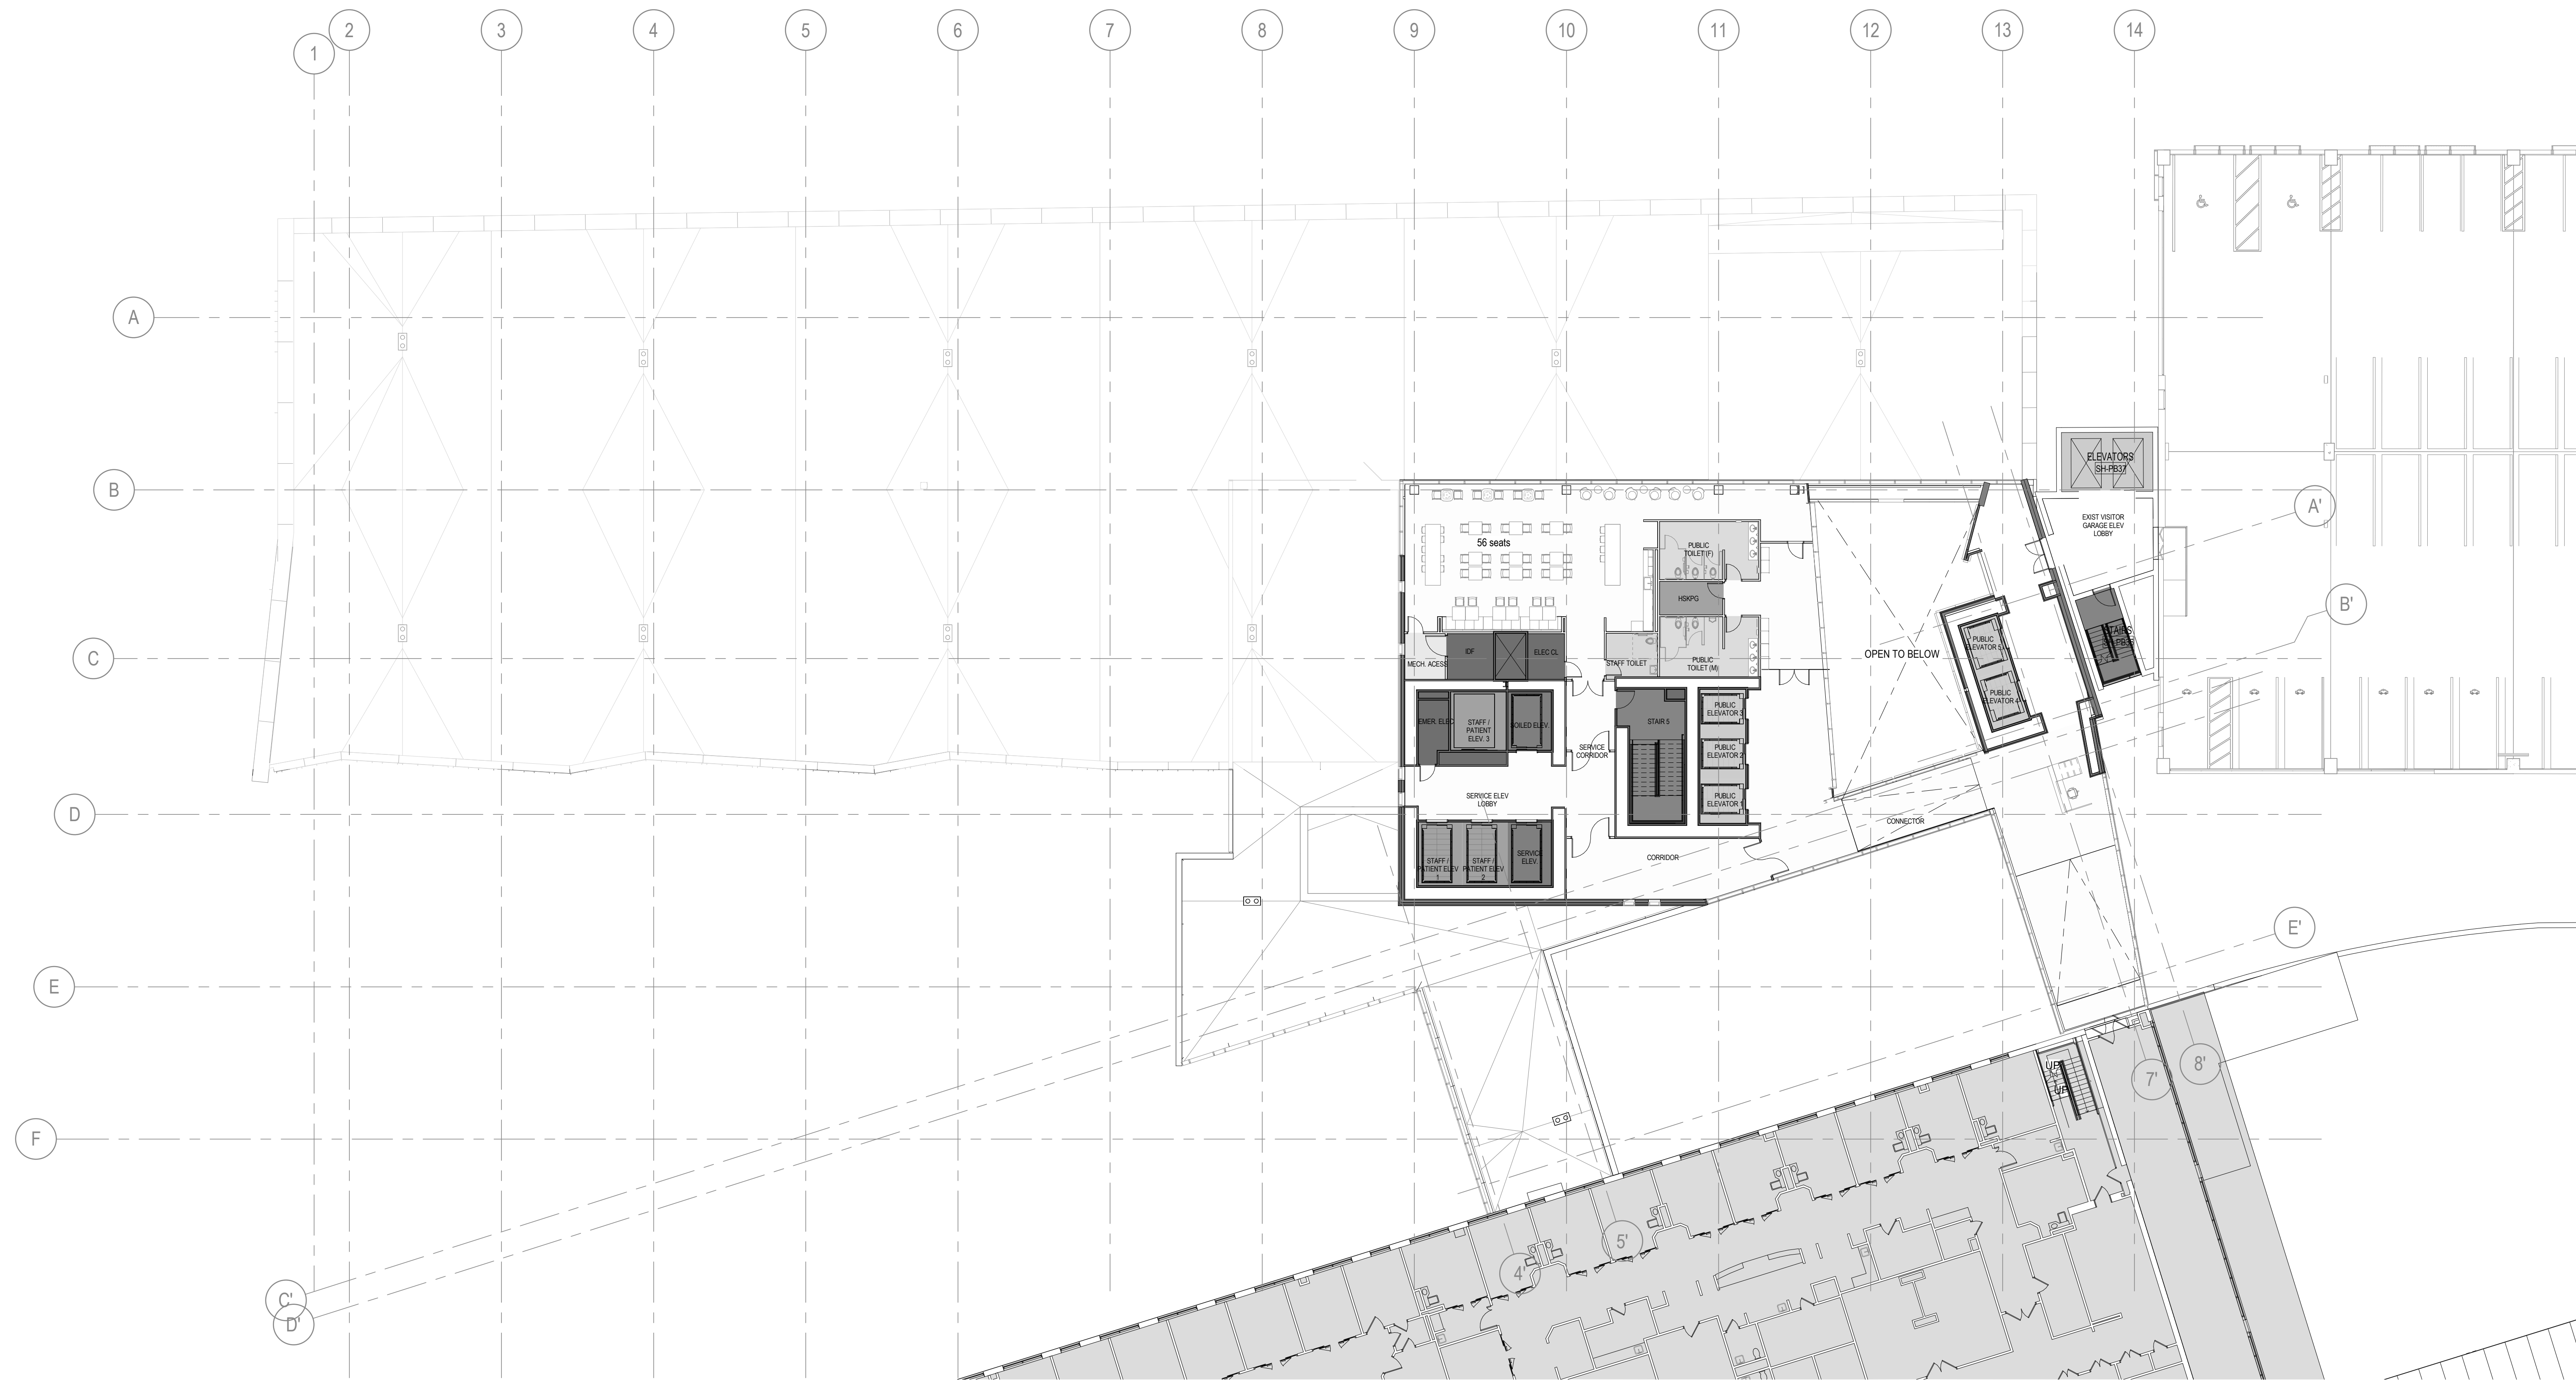 1
2
3
4
5
6
7
8
9
10
11
12
13
14
A
B
C
D
E
F
A'
B'
E'
C'
D'
4'
5'
7'
8'
56 seats
PUBLIC
TOILET (F)
HSKPG
PUBLIC
TOILET (M)
STAFF TOILET
MECH. ACESS
IDF
ELEC CL
EMER. ELEC
STAFF /
PATIENT
ELEV. 3
SOILED ELEV.
SERVICE
CORRIDOR
STAIR 5
PUBLIC
ELEVATOR 3
PUBLIC
ELEVATOR 2
PUBLIC
ELEVATOR 1
SERVICE ELEV
LOBBY
STAFF /
PATIENT ELEV
1
STAFF /
PATIENT ELEV
2
SERVICE
ELEV.
CORRIDOR
CONNECTOR
OPEN TO BELOW
PUBLIC
ELEVATOR 5
PUBLIC
ELEVATOR 4
ELEVATORS
SH-PB37
EXIST VISITOR
GARAGE ELEV
LOBBY
STAIRS
UP
UP